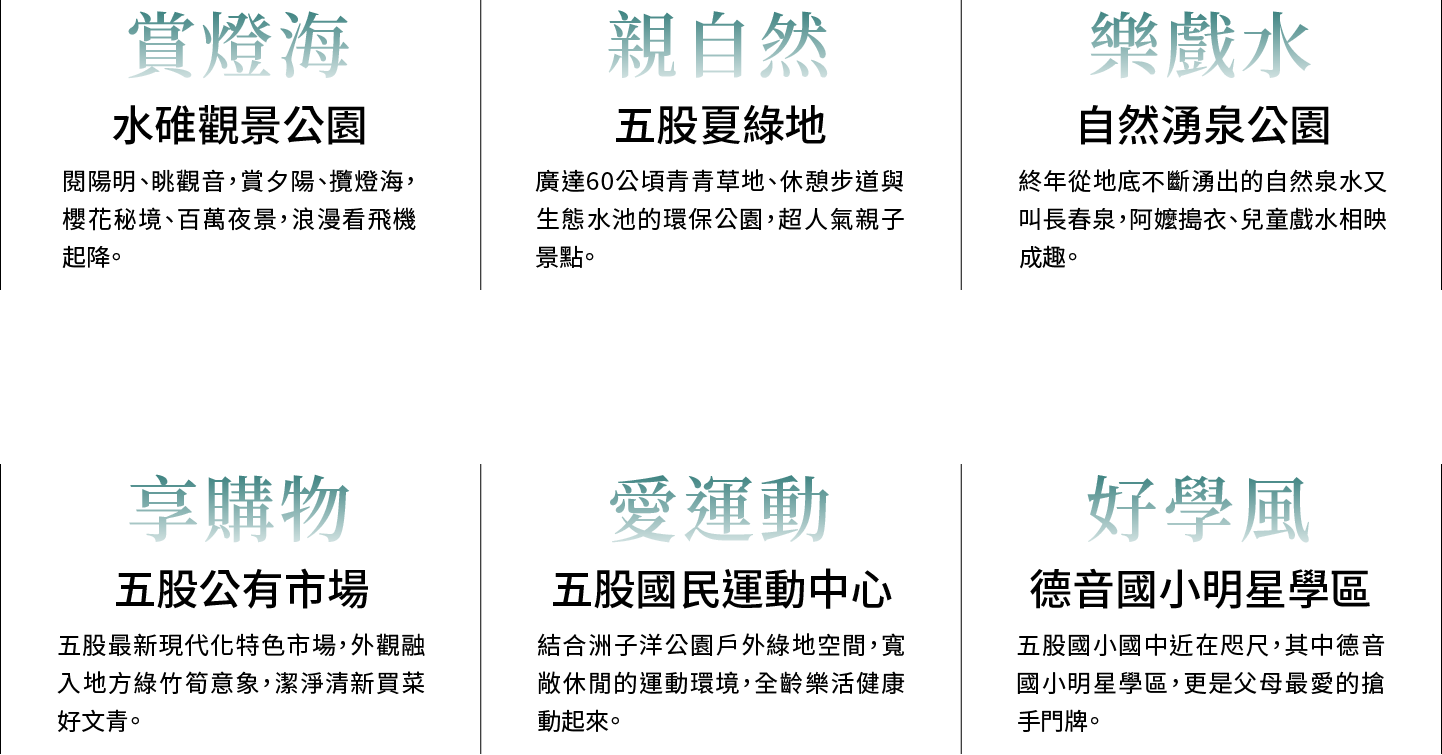 賞燈海
水碓觀景公園
閱陽明、眺觀音，賞夕陽、攬燈海，
櫻花秘境、百萬夜景，浪漫看飛機
起降。
親自然
五股夏綠地
廣達60公頃青青草地、休憩步道與
生態水池的環保公園，超人氣親子
景點。
樂戲水
自然湧泉公園
終年從地底不斷湧出的自然泉水又
叫長春泉，阿嬤搗衣、兒童戲水相映
成趣。
享購物
五股公有市場
五股最新現代化特色市場，外觀融
入地方綠竹筍意象，潔淨清新買菜
好文青。
愛運動
五股國民運動中心
結合洲子洋公園戶外綠地空間，寬
敞休閒的運動環境，全齡樂活健康
動起來。
好學風
德音國小明星學區
五股國小國中近在咫尺，其中德音
國小明星學區，更是父母最愛的搶
手門牌。